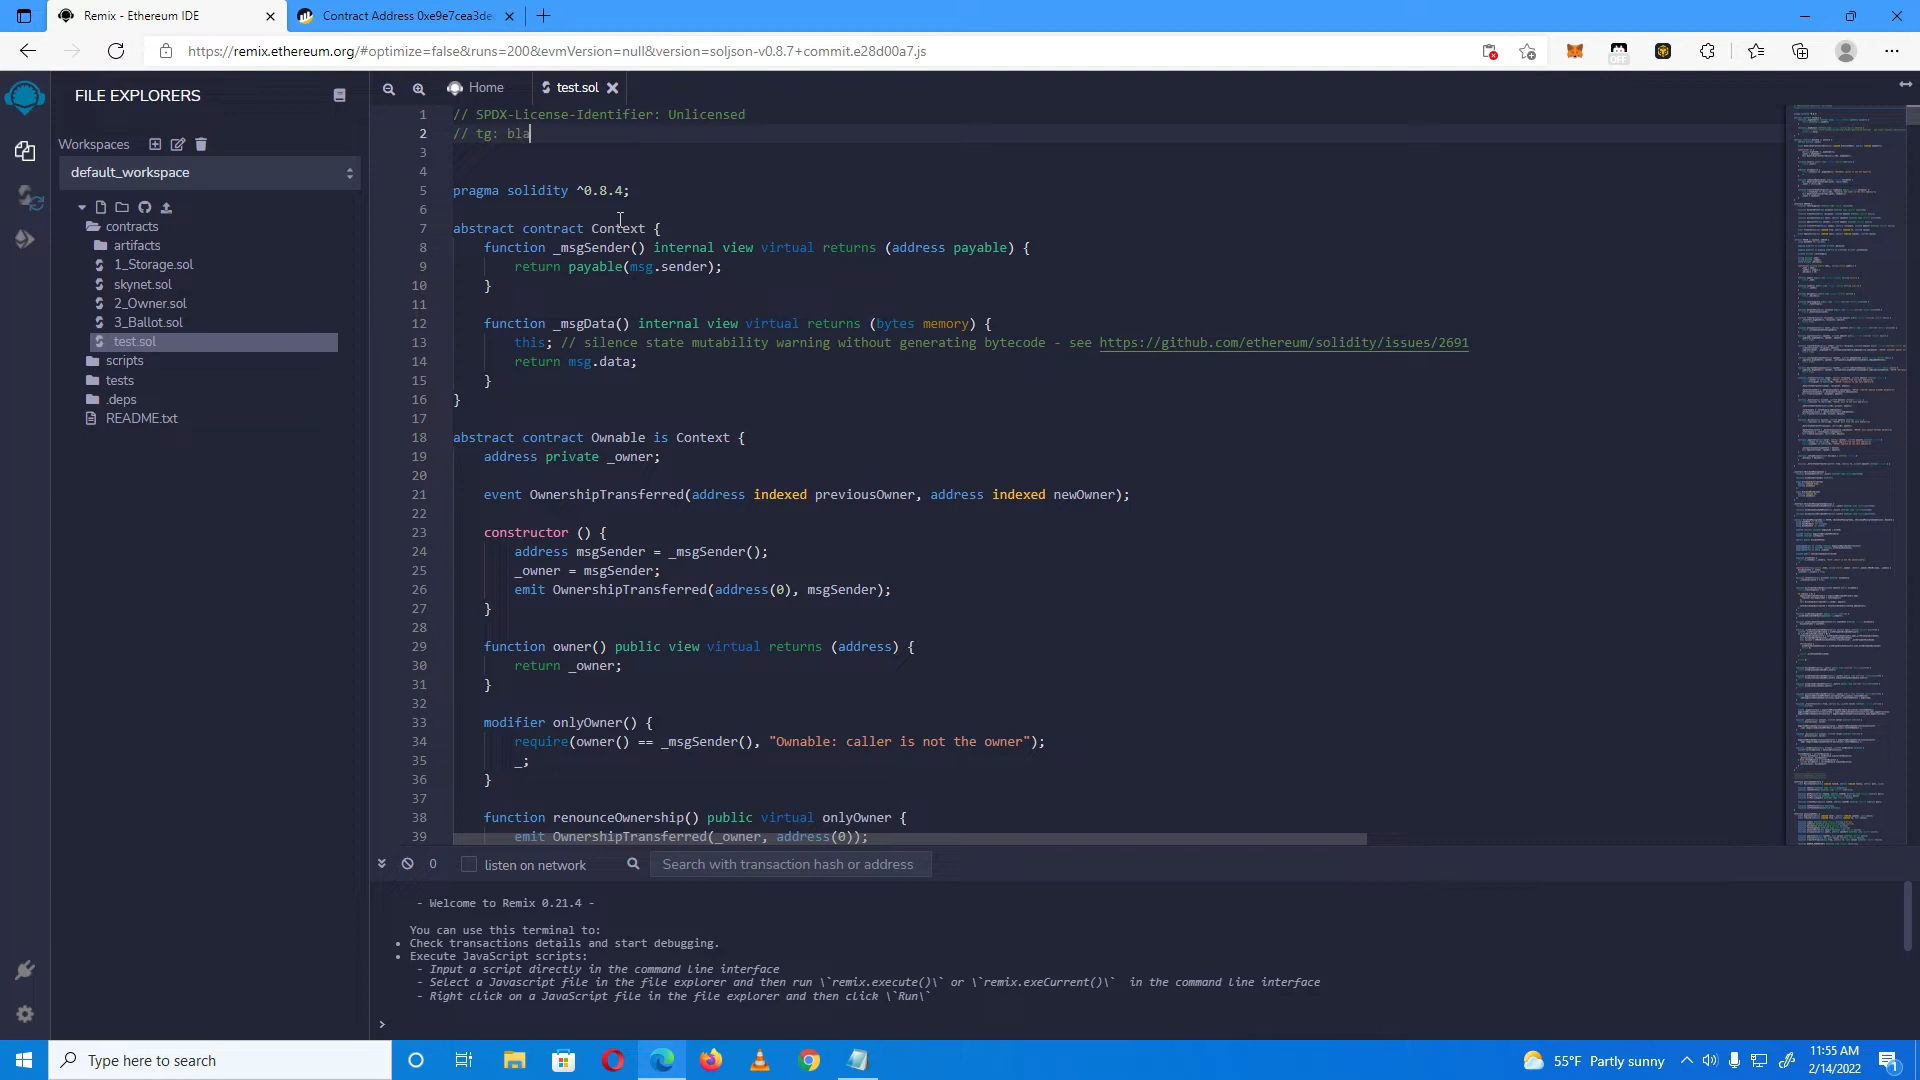 Remix - Ethereum IDE
Contract Address 0xe9e7cea3de
https://remix.ethereum.org/#optimize=false&runs=200&evmVersion=null&version=soljson-v0.8.7+commit.e28d00a7.js
OFF
FILE EXPLORERS
Workspaces
default_workspace
contracts
artifacts
1_Storage.sol
skynet.sol
2_Owner.sol
3_Ballot.sol
test.sol
scripts
tests
.deps
README.txt
Home
test.sol
1 // SPDX-License-Identifier: Unlicensed
2 // tg: bla
3
4
5 pragma solidity ^0.8.4;
6
7 abstract contract Context {
8 function _msgSender() internal view virtual returns (address payable) {
9 return payable(msg.sender);
10 }
11
12 function _msgData() internal view virtual returns (bytes memory) {
13 this; // silence state mutability warning without generating bytecode - see https://github.com/ethereum/solidity/issues/2691
14 return msg.data;
15 }
16 }
17
18 abstract contract Ownable is Context {
19 address private _owner;
20
21 event OwnershipTransferred(address indexed previousOwner, address indexed newOwner);
22
23 constructor () {
24 address msgSender = _msgSender();
25 _owner = msgSender;
26 emit OwnershipTransferred(address(0), msgSender);
27 }
28
29 function owner() public view virtual returns (address) {
30 return _owner;
31 }
32
33 modifier onlyOwner() {
34 require(owner() == _msgSender(), "Ownable: caller is not the owner");
35 _;
36 }
37
38 function renounceOwnership() public virtual onlyOwner {
39 emit OwnershipTransferred(_owner, address(0));
0
listen on network
Search with transaction hash or address
- Welcome to Remix 0.21.4 -
You can use this terminal to:
• Check transactions details and start debugging.
• Execute JavaScript scripts:
- Input a script directly in the command line interface
- Select a Javascript file in the file explorer and then run \`remix.execute()\` or \`remix.exeCurrent()\` in the command line interface
- Right click on a JavaScript file in the file explorer and then click \`Run\`
>
Type here to search
55°F Partly sunny
11:55 AM
2/14/2022
1